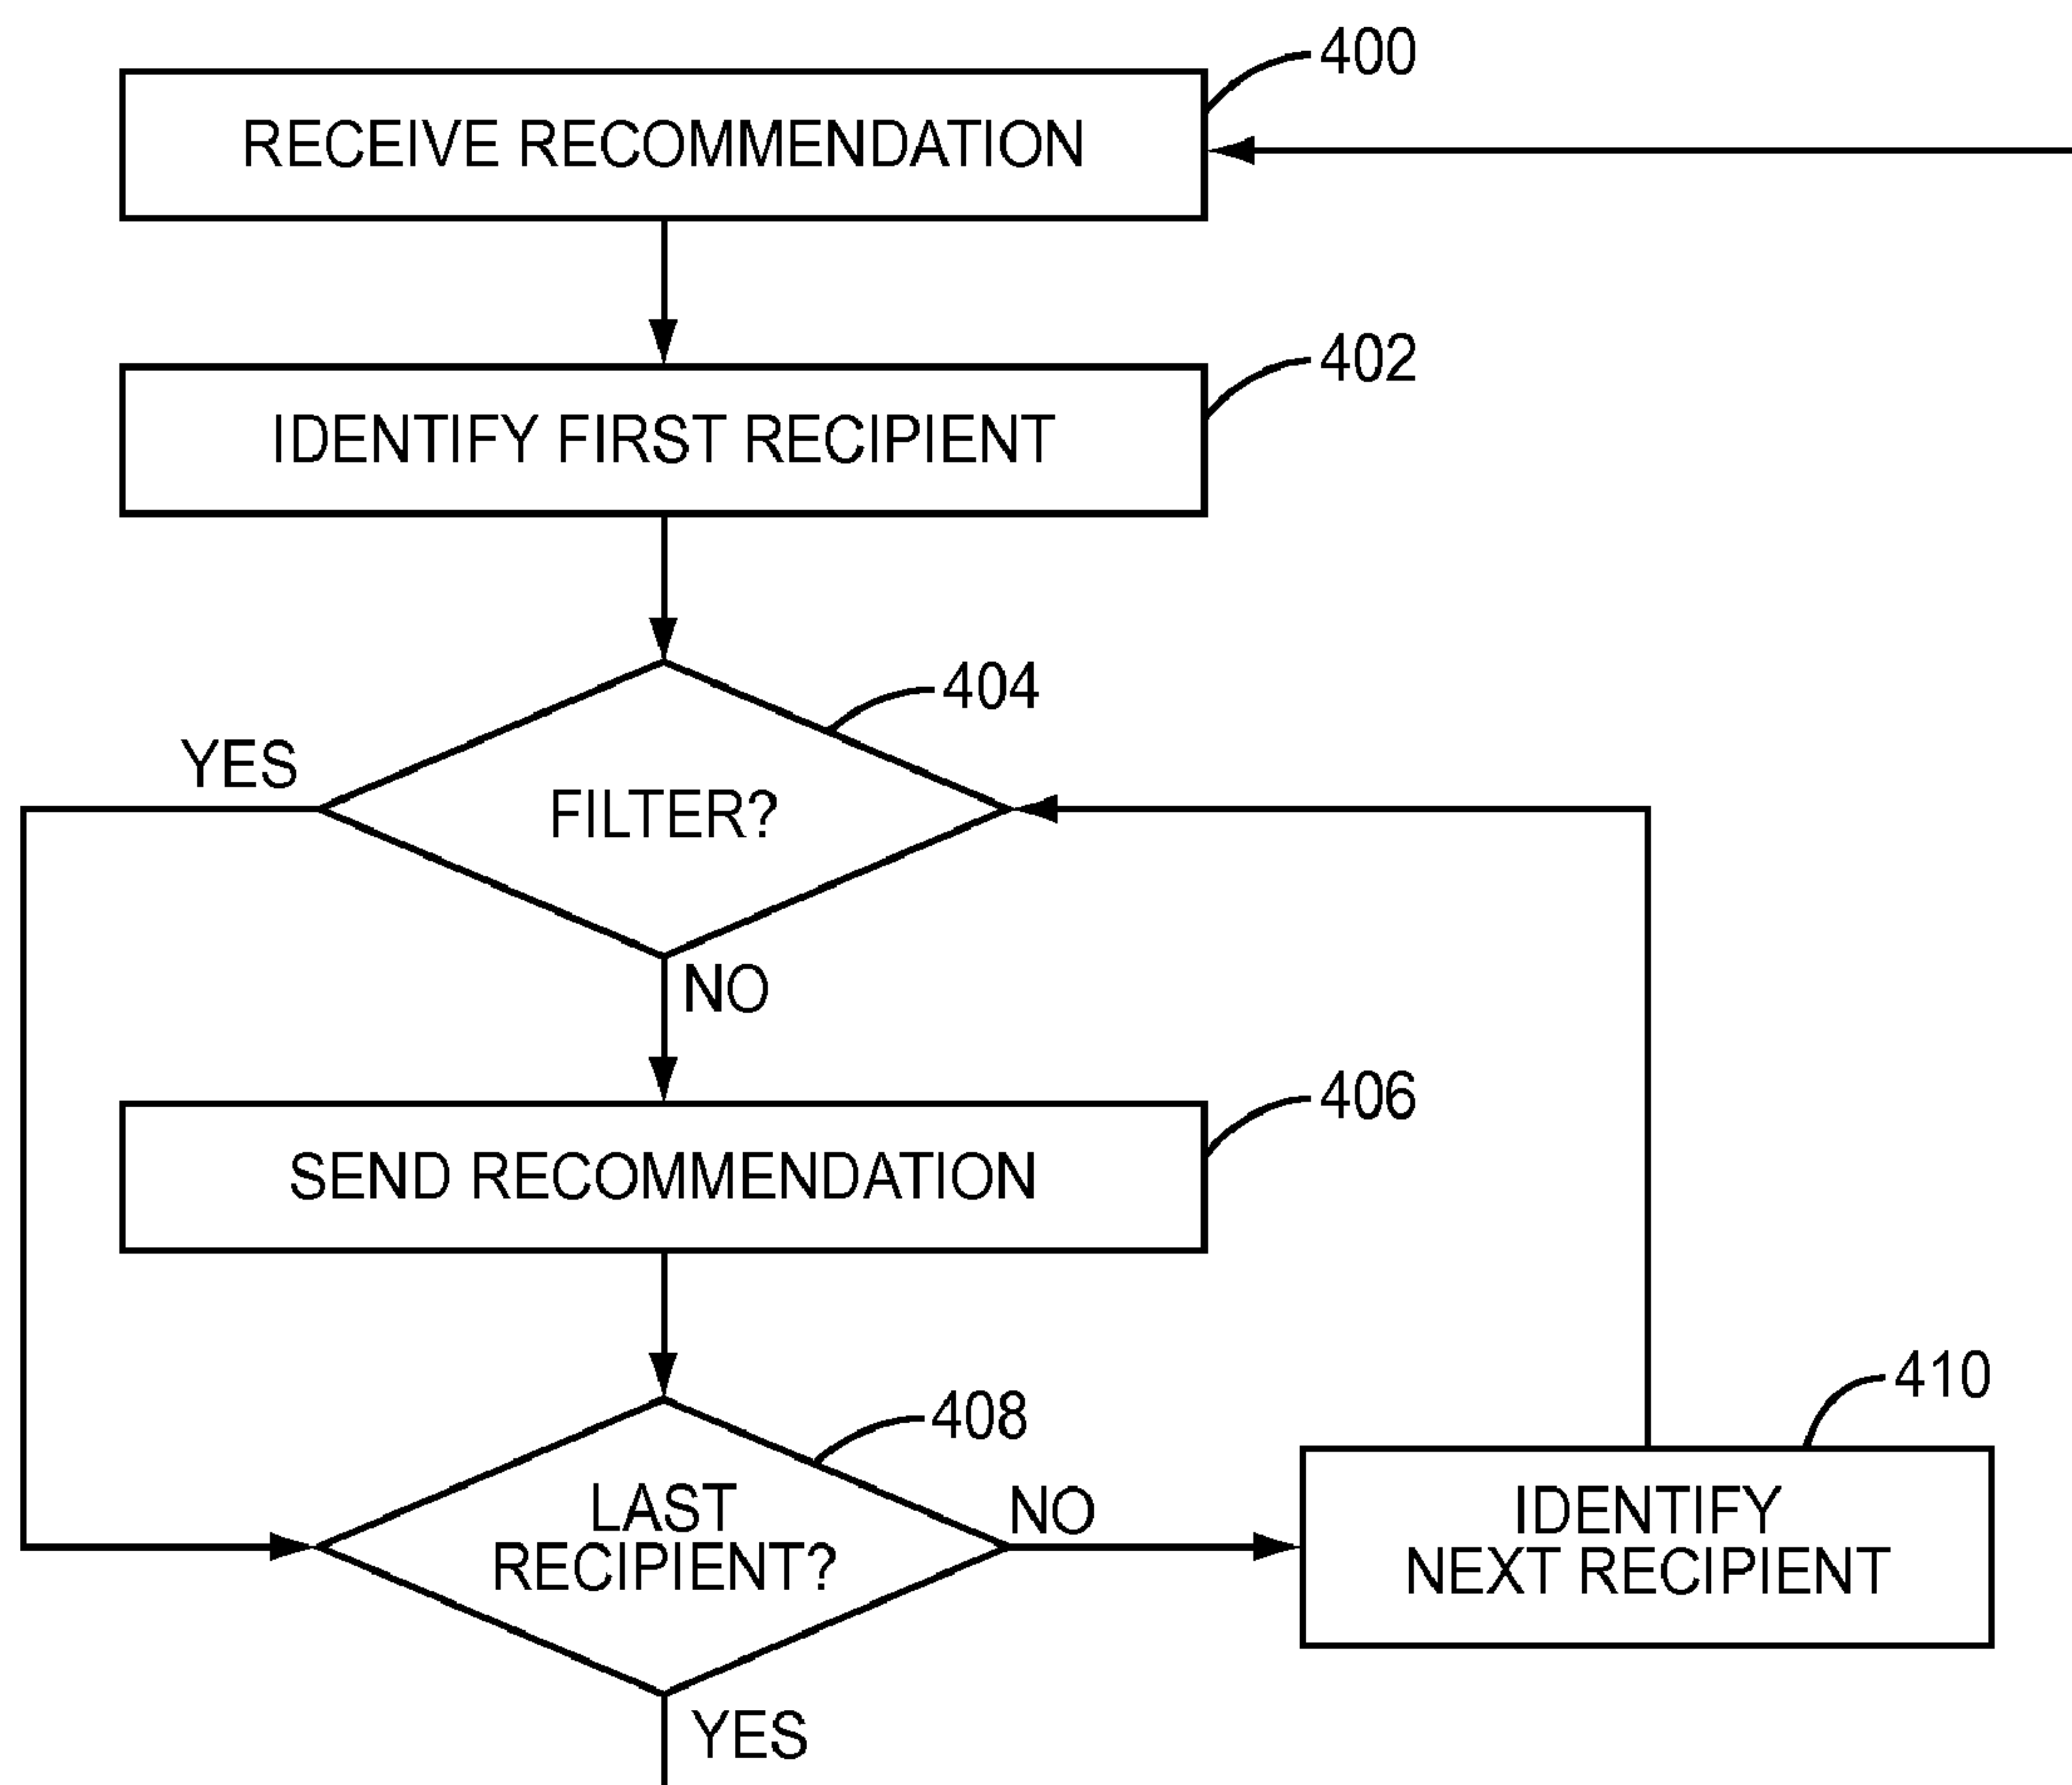 400
RECEIVE RECOMMENDATION
402
IDENTIFY FIRST RECIPIENT
404
YES
FILTER?
NO
406
SEND RECOMMENDATION
408
410
LAST
RECIPIENT?
NO
IDENTIFY
NEXT RECIPIENT
YES